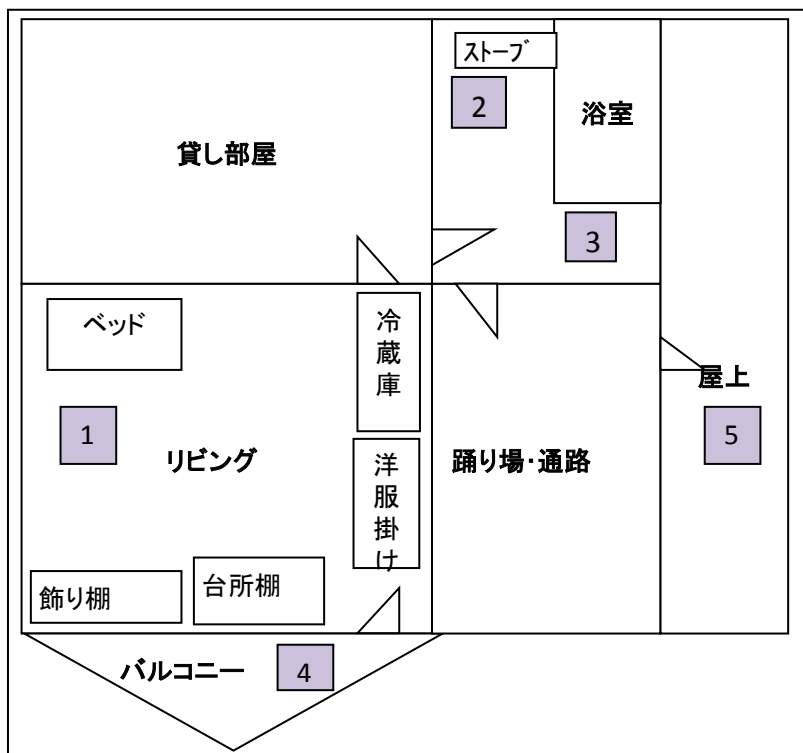 ストーブ
2
浴室
貸し部屋
3
ベッド
冷蔵庫
屋上
1
5
リビング
洋服掛け
踊り場・通路
飾り棚
台所棚
バルコニー
4